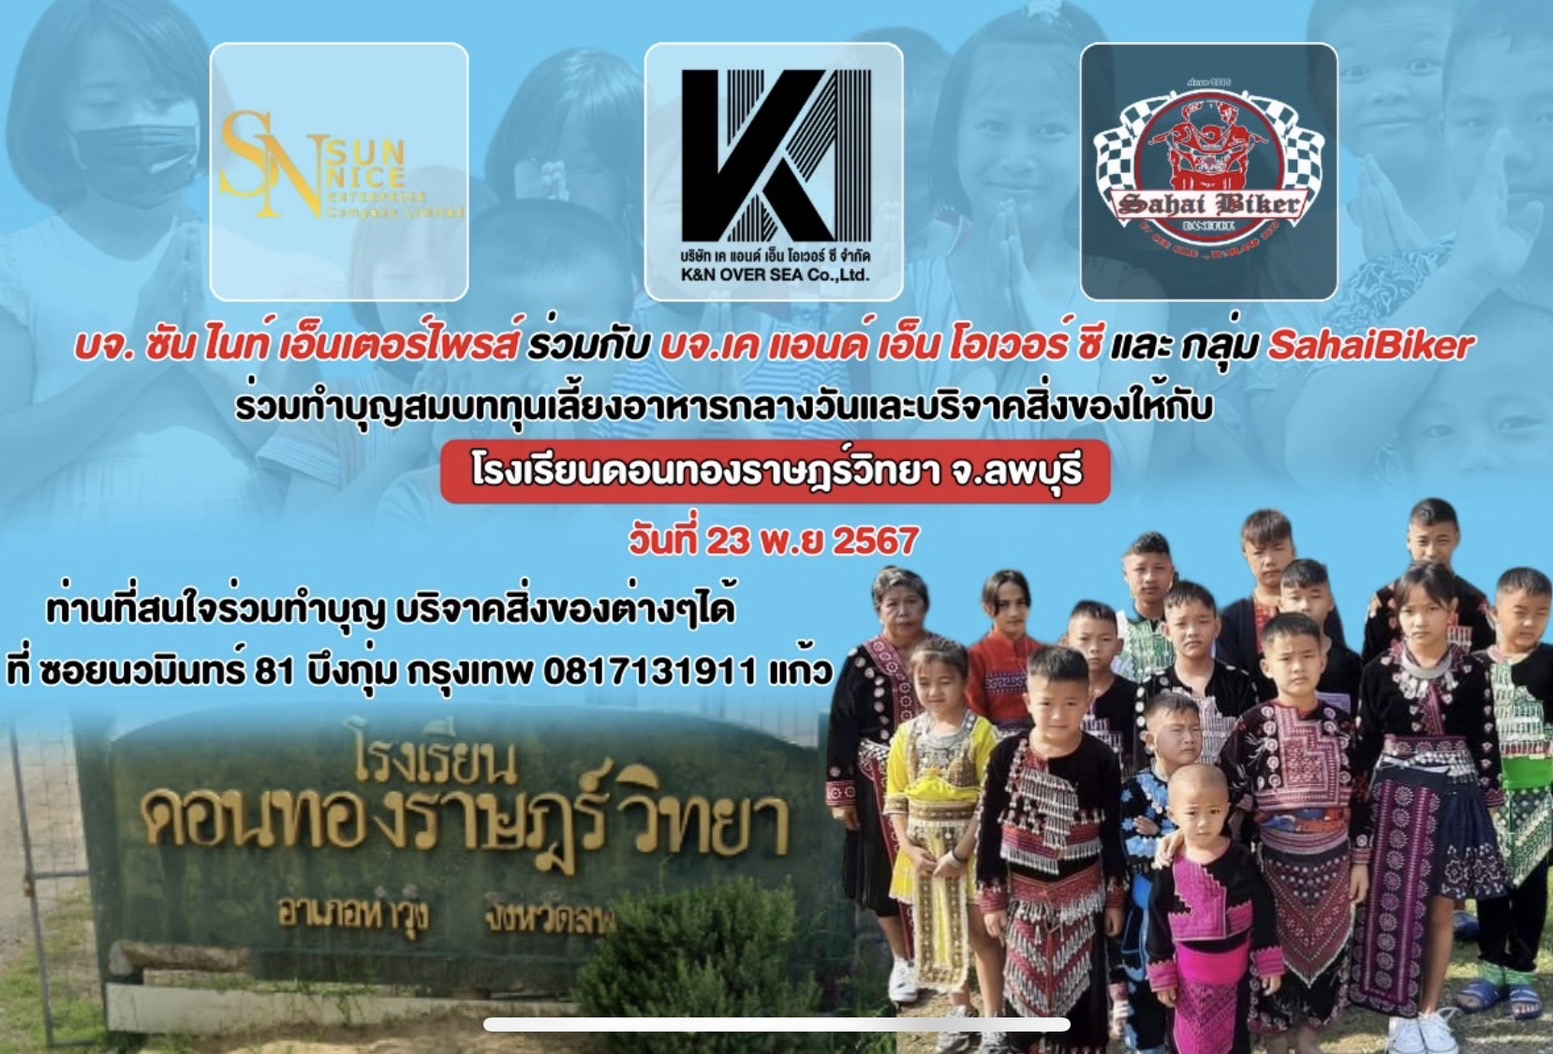 SN SUN
NICE
ENTERPRISE
Company Limited
บริษัท เค แอนด์ เอ็น โอเวอร์ ซี จำกัด
K&N OVER SEA Co.,Ltd.
Sahai Biker
บจ. ซัน ไนท์ เอ็นเตอร์ไพรส์ ร่วมกับ บจ.เค แอนด์ เอ็น โอเวอร์ ซี และ กลุ่ม SahaiBiker
ร่วมทำบุญสมบททุนเลี้ยงอาหารกลางวันและบริจาคสิ่งของให้กับ
โรงเรียนดอนทองราษฎร์วิทยา จ.ลพบุรี
วันที่ 23 พ.ย 2567
ท่านที่สนใจร่วมทำบุญ บริจาคสิ่งของต่างๆได้
ที่ ซอยนวมินทร์ 81 บึงกุ่ม กรุงเทพ 0817131911 แก้ว
โรงเรียน
ดอนทองราษฎร์วิทยา
อำเภอท่าวุ้ง จังหวัดลพ